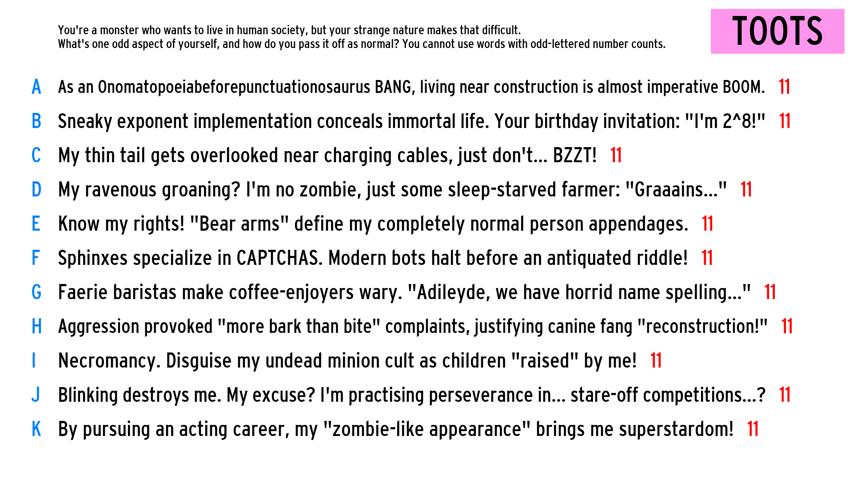 You're a monster who wants to live in human society, but your strange nature makes that difficult.
What's one odd aspect of yourself, and how do you pass it off as normal? You cannot use words with odd-lettered number counts.
TOOTS
A As an Onomatopoeiabeforepunctuationosaurus BANG, living near construction is almost imperative BOOM. 11
B Sneaky exponent implementation conceals immortal life. Your birthday invitation: "I'm 2^8!" 11
C My thin tail gets overlooked near charging cables, just don't... BZZT! 11
D My ravenous groaning? I'm no zombie, just some sleep-starved farmer: "Graaains..." 11
E Know my rights! "Bear arms" define my completely normal person appendages. 11
F Sphinxes specialize in CAPTCHAS. Modern bots halt before an antiquated riddle! 11
G Faerie baristas make coffee-enjoyers wary. "Adileyde, we have horrid name spelling..." 11
H Aggression provoked "more bark than bite" complaints, justifying canine fang "reconstruction!" 11
I Necromancy. Disguise my undead minion cult as children "raised" by me! 11
J Blinking destroys me. My excuse? I'm practising perseverance in... stare-off competitions...? 11
K By pursuing an acting career, my "zombie-like appearance" brings me superstardom! 11